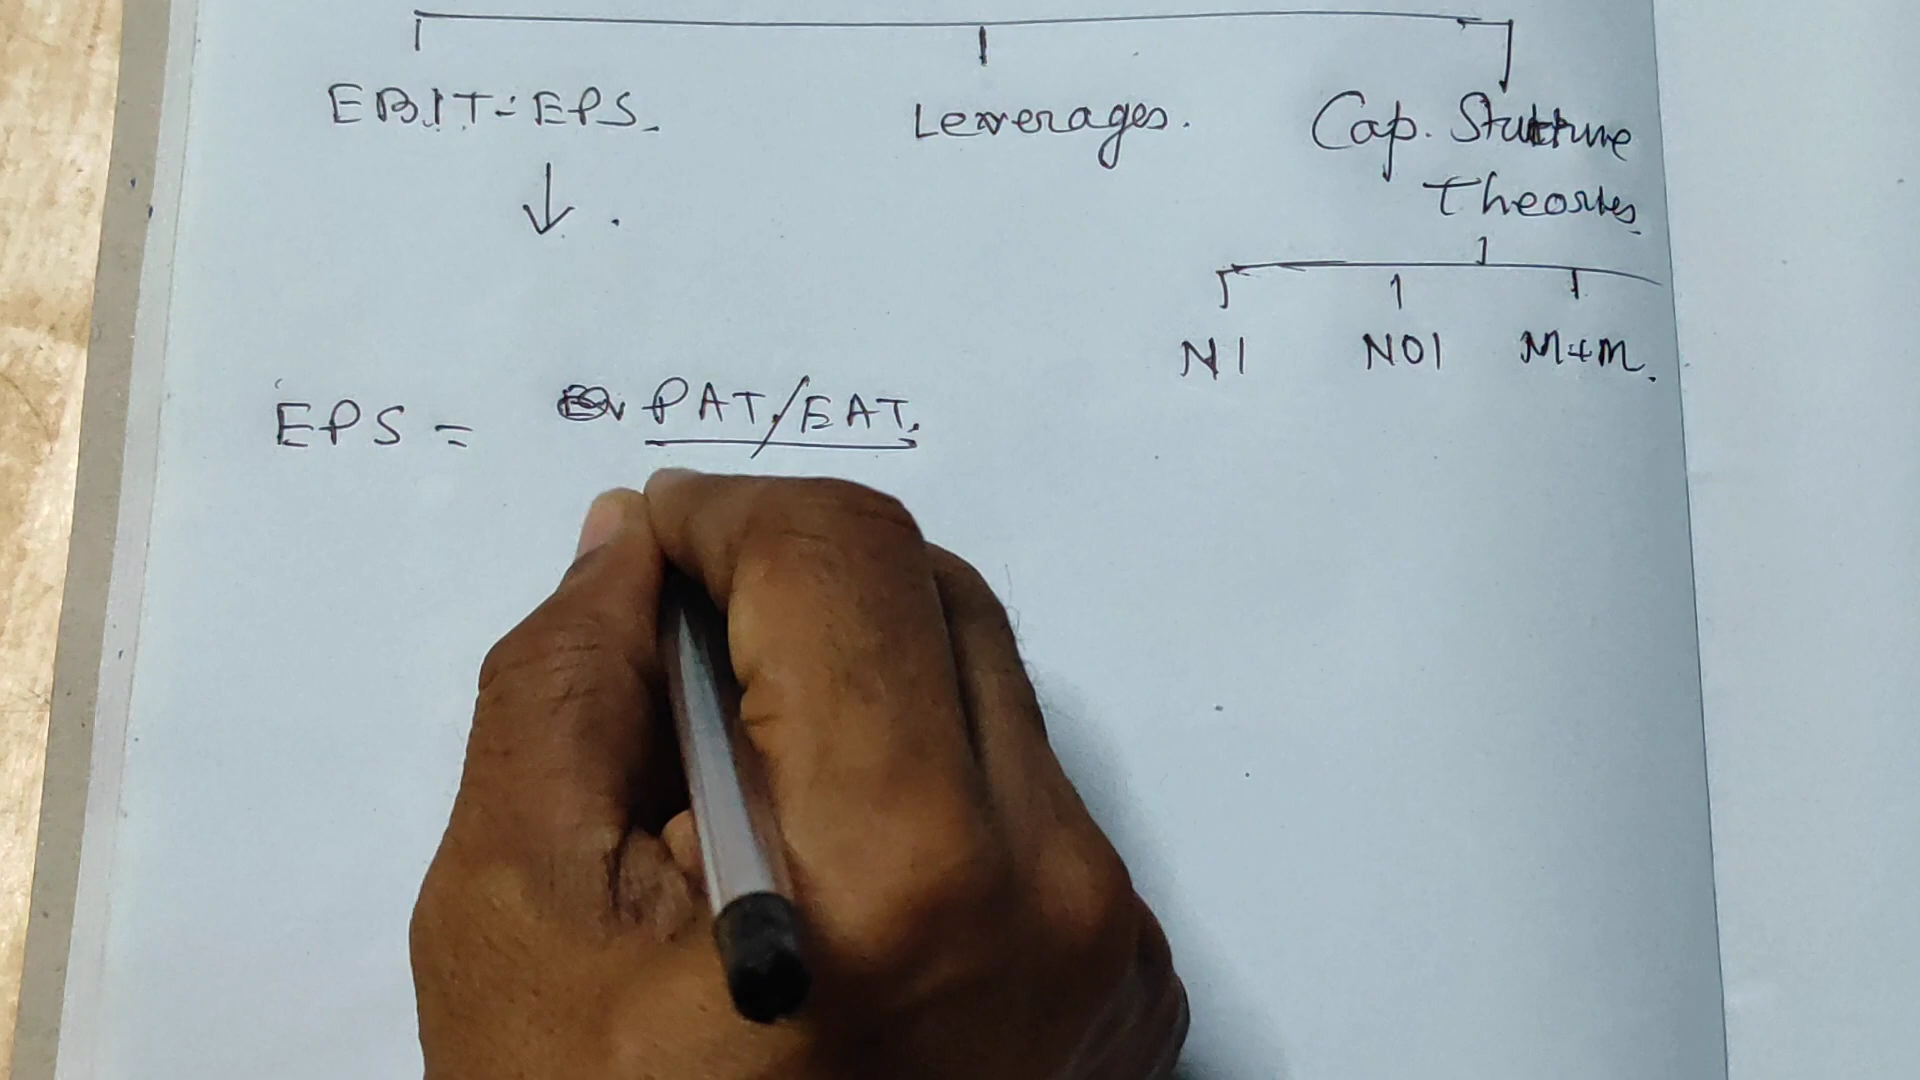 EBIT-EPS.
Leverages.
Cap. Structure
Theories
NI
NOI
M+M.
EPS = PAT/EAT.